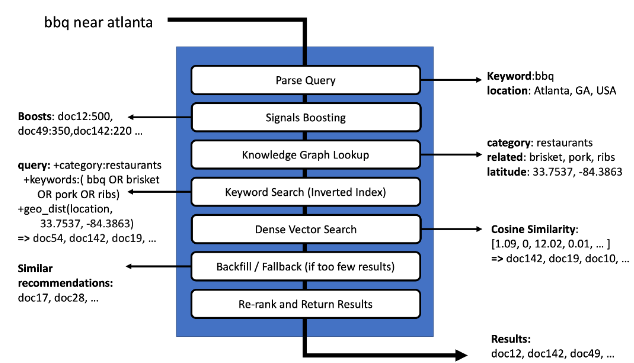 bbq near atlanta
Parse Query
Keyword:bbq
location: Atlanta, GA, USA
Boosts: doc12:500,
doc49:350,doc142:220 ...
Signals Boosting
Knowledge Graph Lookup
category: restaurants
related: brisket, pork, ribs
latitude: 33.7537, -84.3863
query: +category:restaurants
+keywords:( bbq OR brisket
OR pork OR ribs)
+geo_dist(location,
33.7537, -84.3863)
=> doc54, doc142, doc19, ...
Keyword Search (Inverted Index)
Dense Vector Search
Cosine Similarity:
[1.09, 0, 12.02, 0.01, ... ]
=> doc142, doc19, doc10, ...
Similar
recommendations:
doc17, doc28, ...
Backfill / Fallback (if too few results)
Re-rank and Return Results
Results:
doc12, doc142, doc49, ...